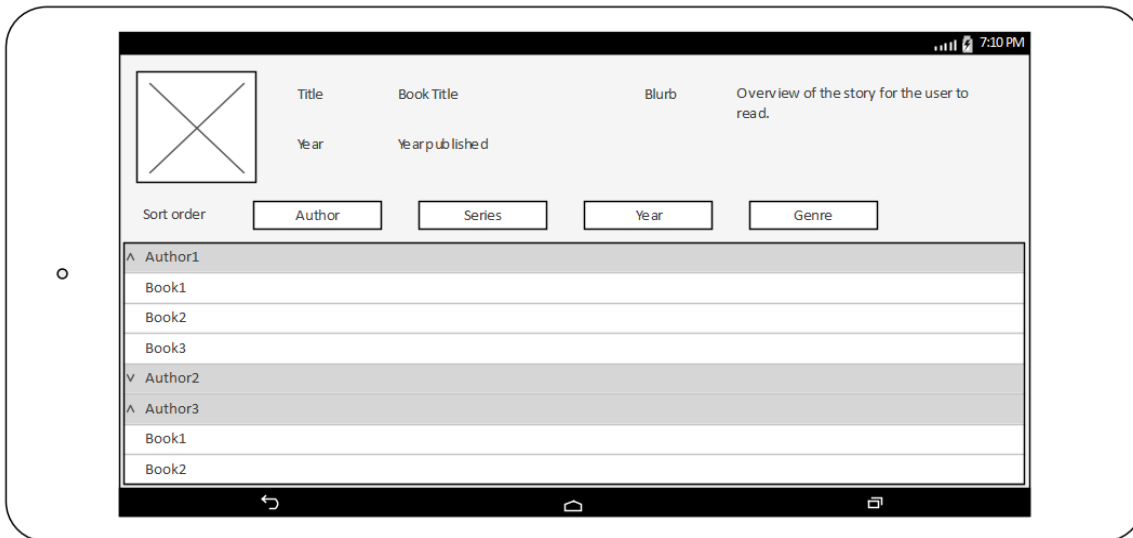 7:10 PM
Title Book Title Blurb Overview of the story for the user to
read.
Year Year published
Sort order Author Series Year Genre
^ Author1
Book1
Book2
Book3
v Author2
^ Author3
Book1
Book2